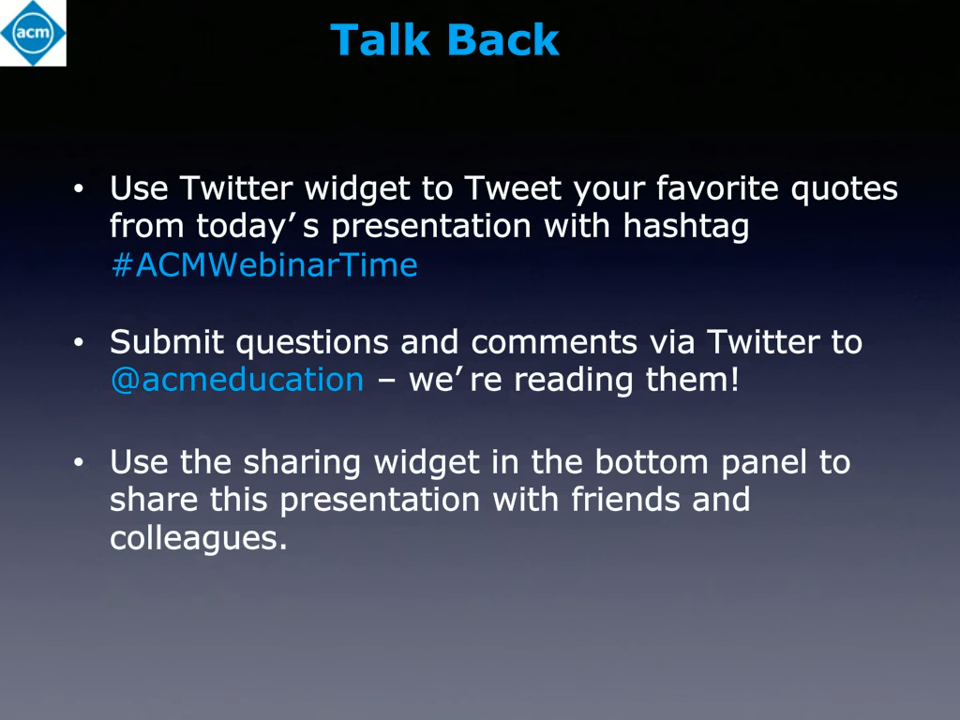 acm
Talk Back
• Use Twitter widget to Tweet your favorite quotes
from today’ s presentation with hashtag
#ACMWebinarTime
• Submit questions and comments via Twitter to
@acmeducation – we’ re reading them!
• Use the sharing widget in the bottom panel to
share this presentation with friends and
colleagues.